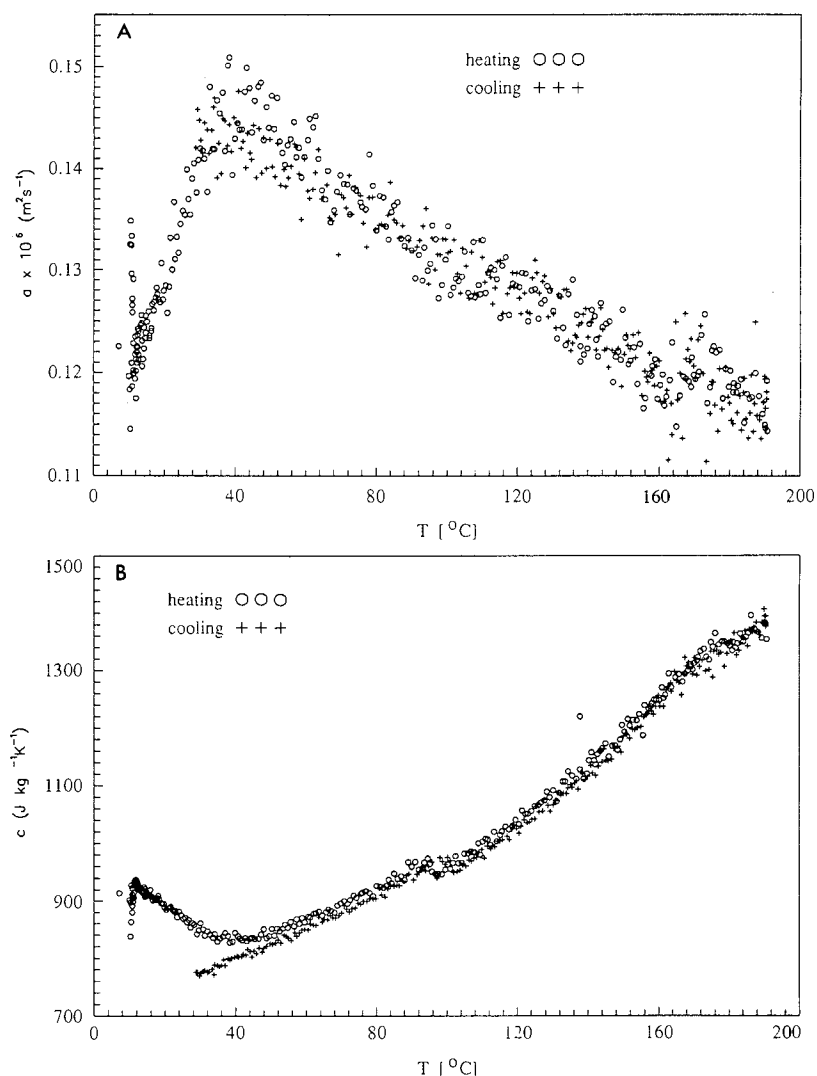 A
0.15
0.14
0.13
0.12
0.11
a x 10⁶ (m²s⁻¹)
heating ○ ○ ○
cooling + + +
0 40 80 120 160 200
T [°C]
B
1500
1300
1100
900
700
c (J kg⁻¹K⁻¹)
heating ○ ○ ○
cooling + + +
0 40 80 120 160 200
T [°C]